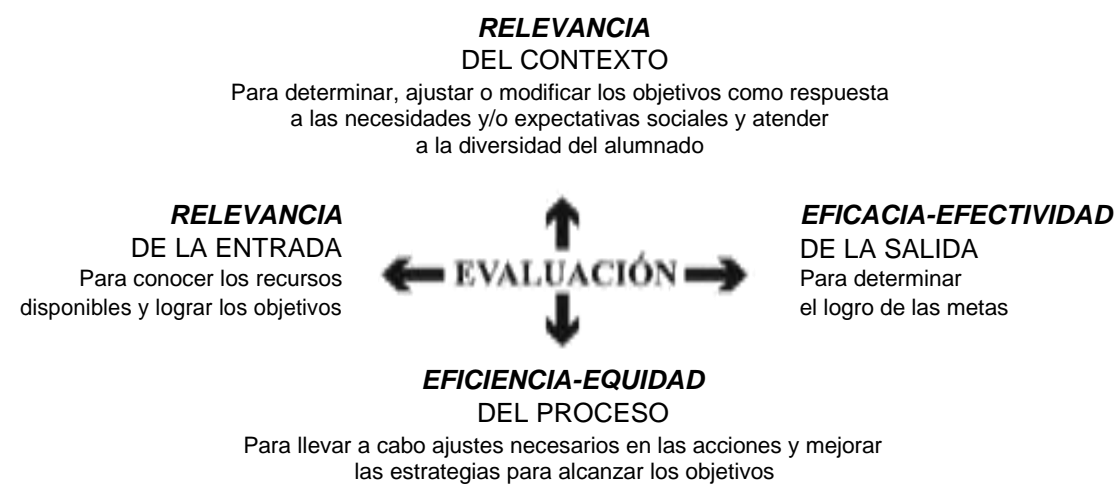 RELEVANCIA
DEL CONTEXTO
Para determinar, ajustar o modificar los objetivos como respuesta
a las necesidades y/o expectativas sociales y atender
a la diversidad del alumnado
RELEVANCIA
DE LA ENTRADA
Para conocer los recursos
disponibles y lograr los objetivos
EVALUACIÓN
EFICACIA-EFECTIVIDAD
DE LA SALIDA
Para determinar
el logro de las metas
EFICIENCIA-EQUIDAD
DEL PROCESO
Para llevar a cabo ajustes necesarios en las acciones y mejorar
las estrategias para alcanzar los objetivos